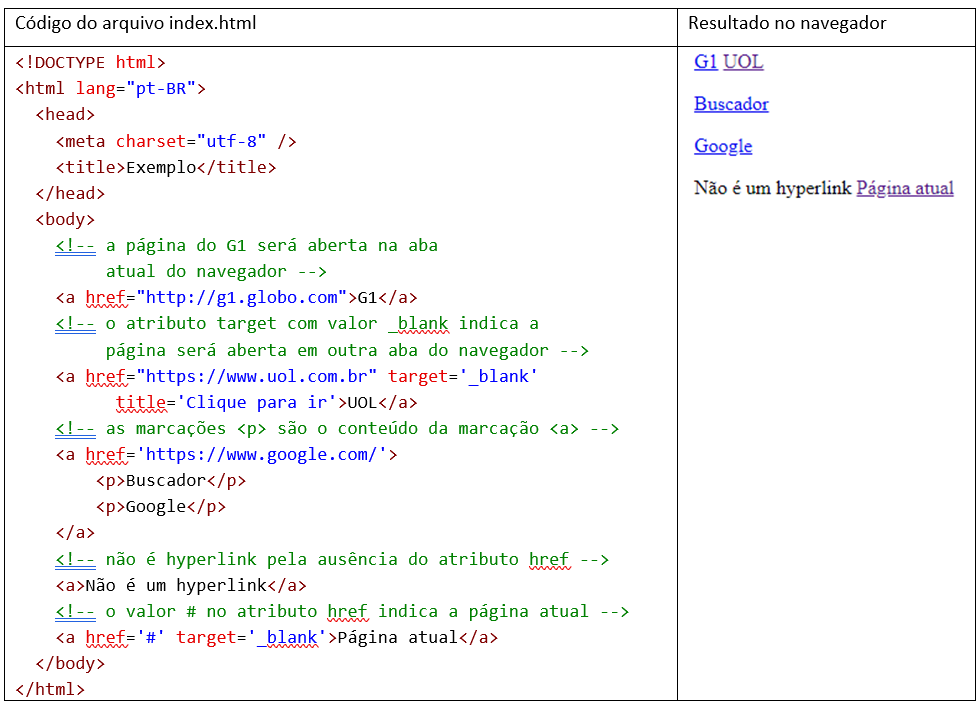 Código do arquivo index.html
Resultado no navegador
<!DOCTYPE html>
<html lang="pt-BR">
<head>
<meta charset="utf-8" />
<title>Exemplo</title>
</head>
<body>
<!-- a página do G1 será aberta na aba
atual do navegador -->
<a href="http://g1.globo.com">G1</a>
<!-- o atributo target com valor _blank indica a
página será aberta em outra aba do navegador -->
<a href="https://www.uol.com.br" target='_blank'
title='Clique para ir'>UOL</a>
<!-- as marcações <p> são o conteúdo da marcação <a> -->
<a href='https://www.google.com/'>
<p>Buscador</p>
<p>Google</p>
</a>
<!-- não é hyperlink pela ausência do atributo href -->
<a>Não é um hyperlink</a>
<!-- o valor # no atributo href indica a página atual -->
<a href='#' target='_blank'>Página atual</a>
</body>
</html>
G1 UOL
Buscador
Google
Não é um hyperlink Página atual